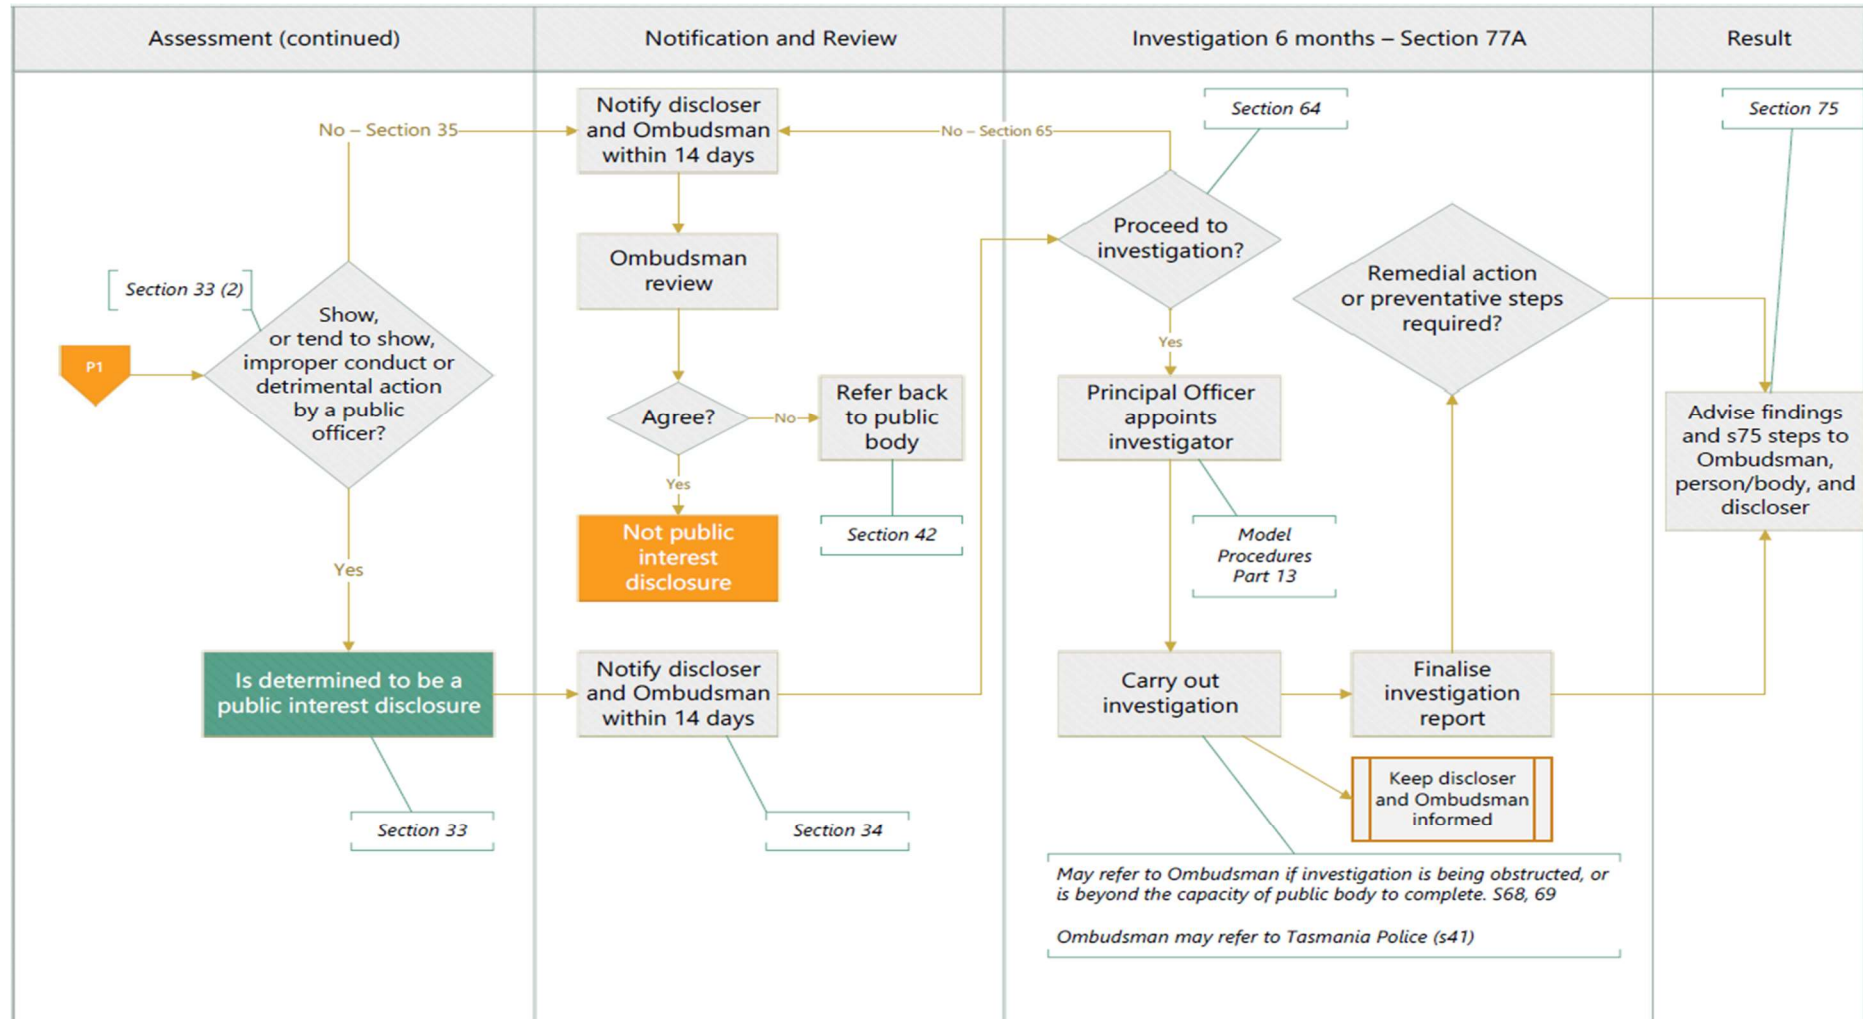 Assessment (continued)
Notification and Review
Investigation 6 months – Section 77A
Result
No – Section 35
Section 33 (2)
P1
Show,
or tend to show,
improper conduct or
detrimental action
by a public
officer?
Yes
Is determined to be a
public interest disclosure
Section 33
Notify discloser
and Ombudsman
within 14 days
Ombudsman
review
Agree?
No
Refer back
to public
body
Section 42
Yes
Not public
interest
disclosure
Notify discloser
and Ombudsman
within 14 days
Section 34
No – Section 65
Section 64
Proceed to
investigation?
Yes
Principal Officer
appoints
investigator
Model
Procedures
Part 13
Carry out
investigation
Finalise
investigation
report
Keep discloser
and Ombudsman
informed
May refer to Ombudsman if investigation is being obstructed, or
is beyond the capacity of public body to complete. S68, 69
Ombudsman may refer to Tasmania Police (s41)
Remedial action
or preventative steps
required?
Section 75
Advise findings
and s75 steps to
Ombudsman,
person/body, and
discloser